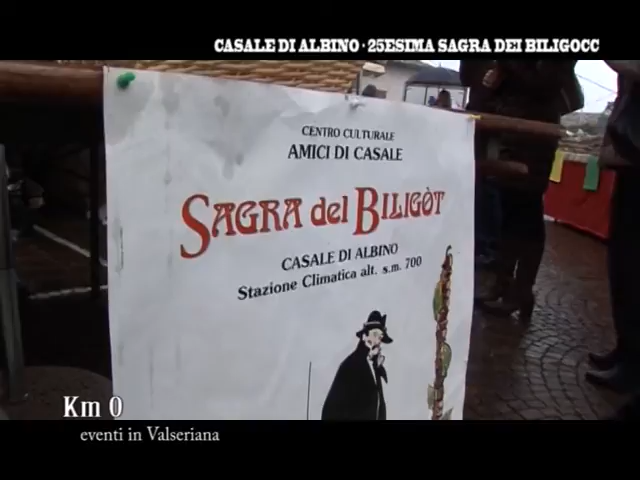 CASALE DI ALBINO · 25ESIMA SAGRA DEI BILIGOCC
CENTRO CULTURALE
AMICI DI CASALE
SAGRA del BILIGÒT
CASALE DI ALBINO
Stazione Climatica alt. s.m. 700
Km 0
eventi in Valseriana